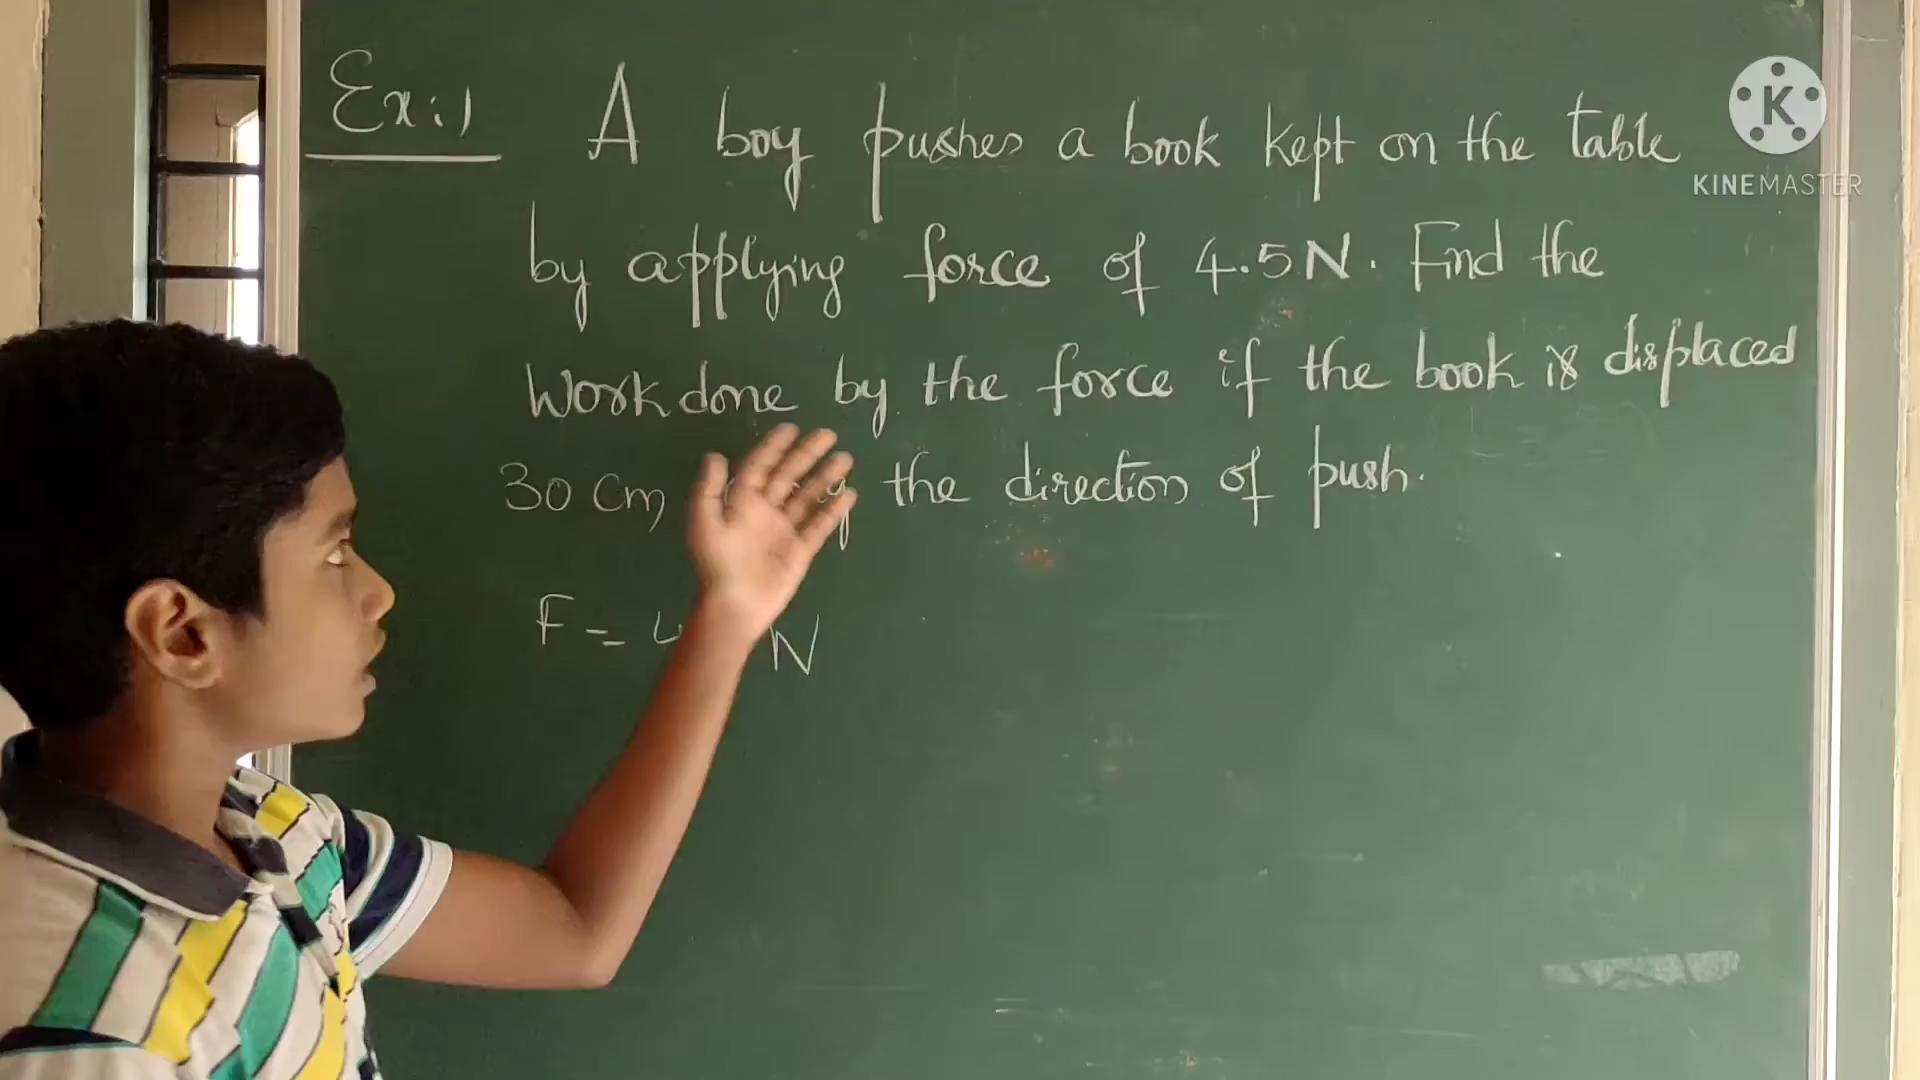 Ex:1 A boy pushes a book kept on the table
by applying force of 4.5N. Find the
Work done by the force if the book is displaced
30 cm the direction of push.
F = 4 N
KINEMASTER